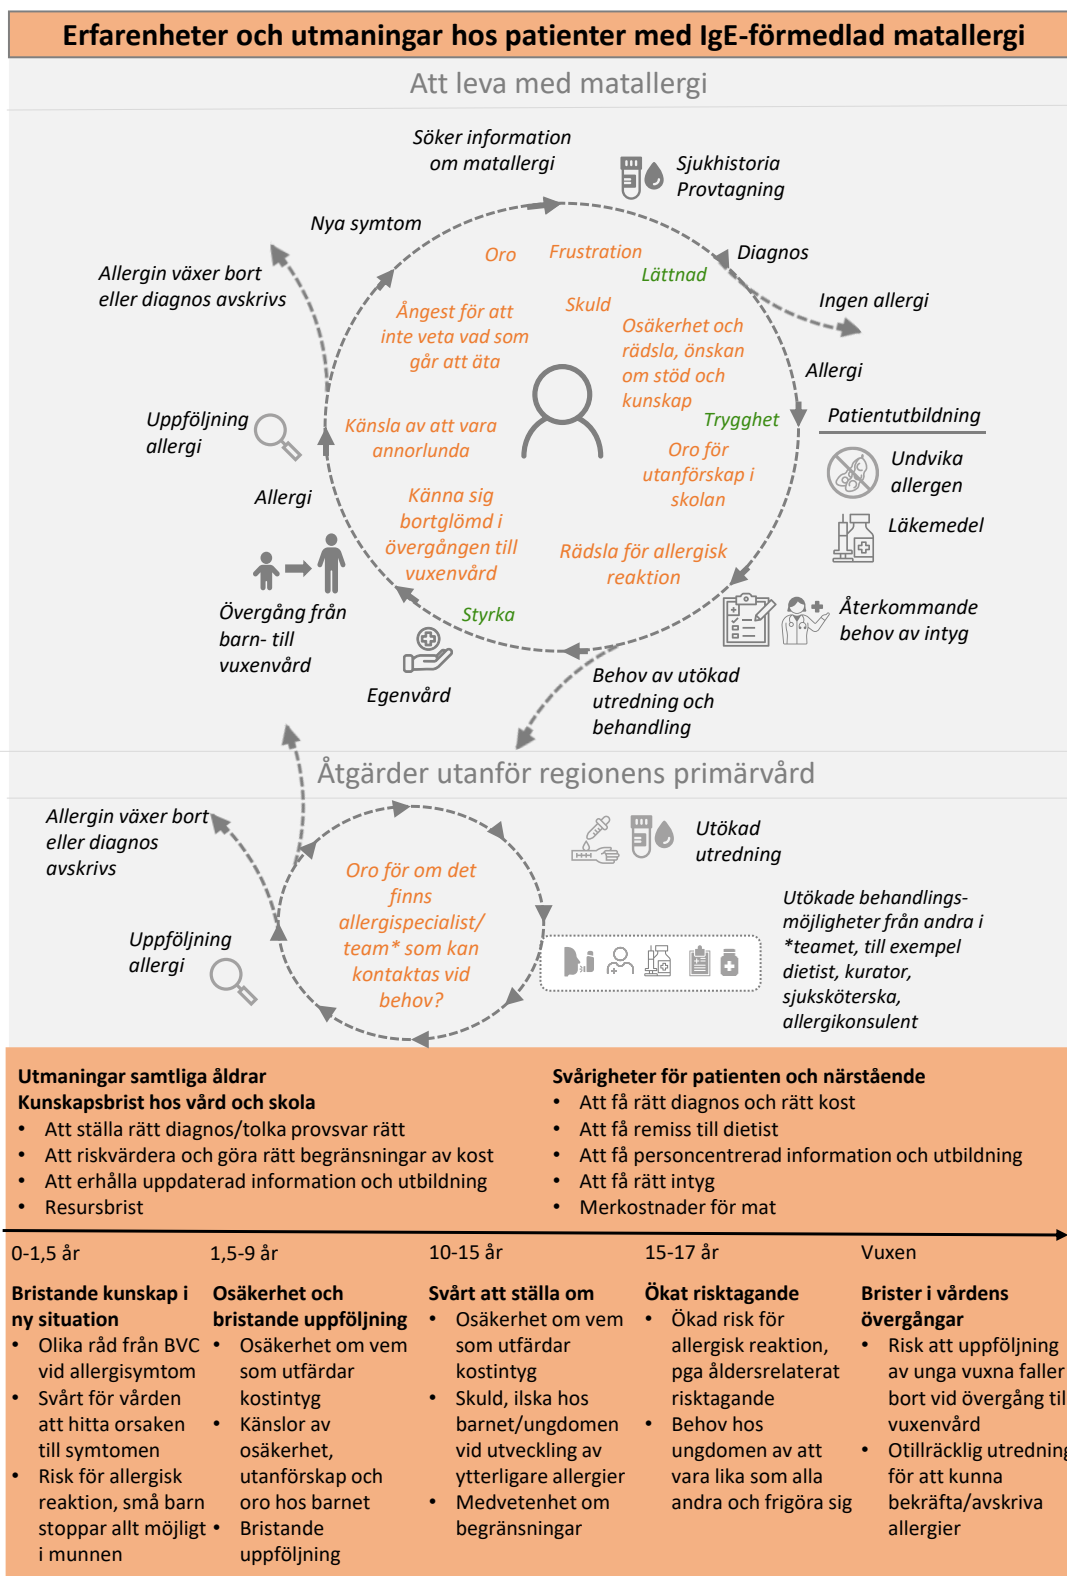 Erfarenheter och utmaningar hos patienter med IgE-förmedlad matallergi
Att leva med matallergi
Söker information
om matallergi
Sjukhistoria
Provtagning
Nya symtom
Diagnos
Allergin växer bort
eller diagnos avskrivs
Ingen allergi
Oro
Frustration
Lättnad
Skuld
Ångest för att
inte veta vad som
går att äta
Osäkerhet och
rädsla, önskan
om stöd och
kunskap
Allergi
Trygghet
Patientutbildning
Uppföljning
allergi
Känsla av att vara
annorlunda
Oro för
utanförskap i
skolan
Undvika
allergen
Allergi
Känna sig
bortglömd i
övergången till
vuxenvård
Läkemedel
Rädsla för allergisk
reaktion
Övergång från
barn- till
vuxenvård
Styrka
Återkommande
behov av intyg
Egenvård
Behov av utökad
utredning och
behandling
Åtgärder utanför regionens primärvård
Allergin växer bort
eller diagnos
avskrivs
Utökad
utredning
Oro för om det
finns
allergispecialist/
team* som kan
kontaktas vid
behov?
Uppföljning
allergi
Utökade behandlings-
möjligheter från andra i
*teamet, till exempel
dietist, kurator,
sjuksköterska,
allergikonsulent
Utmaningar samtliga åldrar
Kunskapsbrist hos vård och skola
• Att ställa rätt diagnos/tolka provsvar rätt
• Att riskvärdera och göra rätt begränsningar av kost
• Att erhålla uppdaterad information och utbildning
• Resursbrist
Svårigheter för patienten och närstående
• Att få rätt diagnos och rätt kost
• Att få remiss till dietist
• Att få personcentrerad information och utbildning
• Att få rätt intyg
• Merkostnader för mat
0-1,5 år
Bristande kunskap i
ny situation
• Olika råd från BVC
vid allergisymtom
• Svårt för vården
att hitta orsaken
till symtomen
• Risk för allergisk
reaktion, små barn
stoppar allt möjligt
i munnen
1,5-9 år
Osäkerhet och
bristande uppföljning
• Osäkerhet om vem
som utfärdar
kostintyg
• Känslor av
osäkerhet,
utanförskap och
oro hos barnet
• Bristande
uppföljning
10-15 år
Svårt att ställa om
• Osäkerhet om vem
som utfärdar
kostintyg
• Skuld, ilska hos
barnet/ungdomen
vid utveckling av
ytterligare allergier
• Medvetenhet om
begränsningar
15-17 år
Ökat risktagande
• Ökad risk för
allergisk reaktion,
pga åldersrelaterat
risktagande
• Behov hos
ungdomen av att
vara lika som alla
andra och frigöra sig
Vuxen
Brister i vårdens
övergångar
• Risk att uppföljning
av unga vuxna faller
bort vid övergång til
vuxenvård
• Otillräcklig utredning
för att kunna
bekräfta/avskriva
allergier